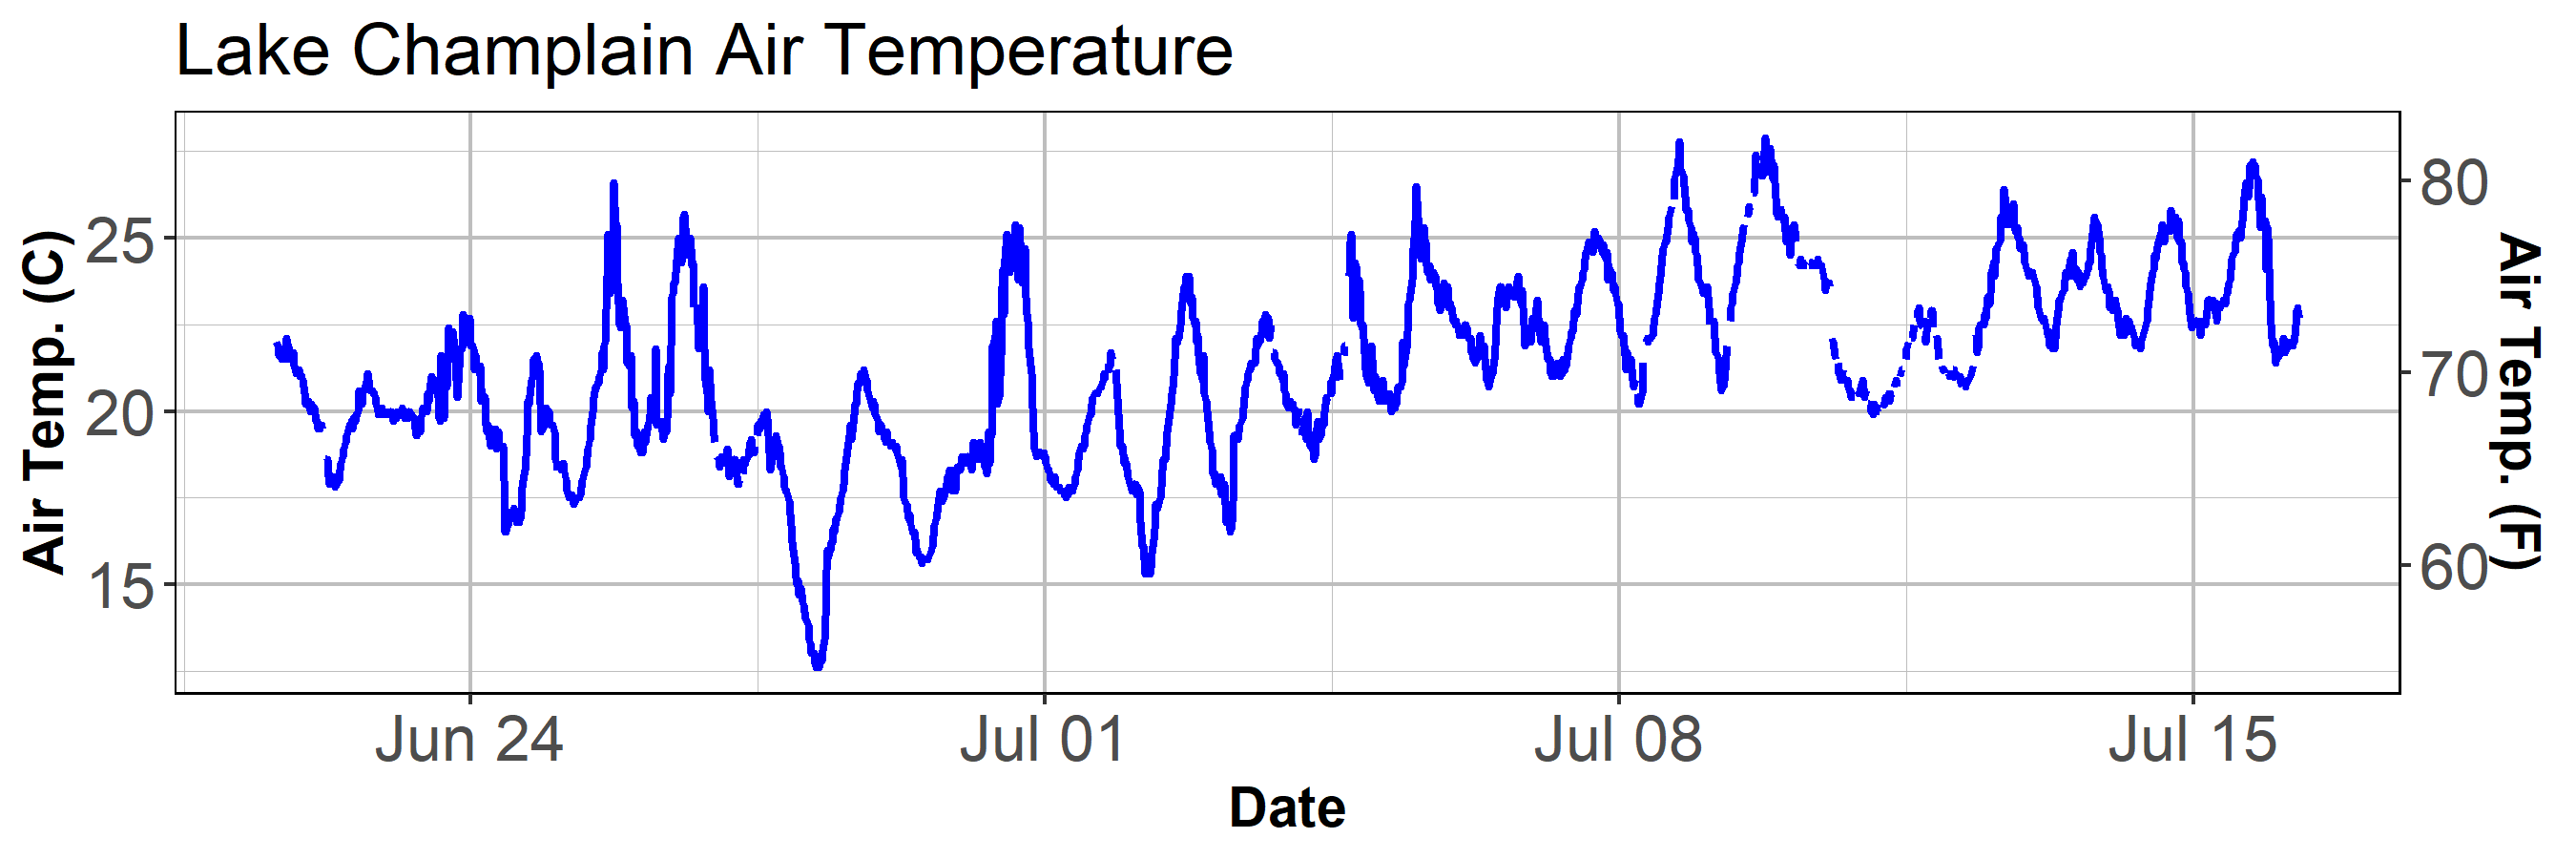 Lake Champlain Air Temperature
Air Temp. (C)
25
20
15
80
70
60
Air Temp. (F)
Jun 24
Jul 01
Jul 08
Jul 15
Date